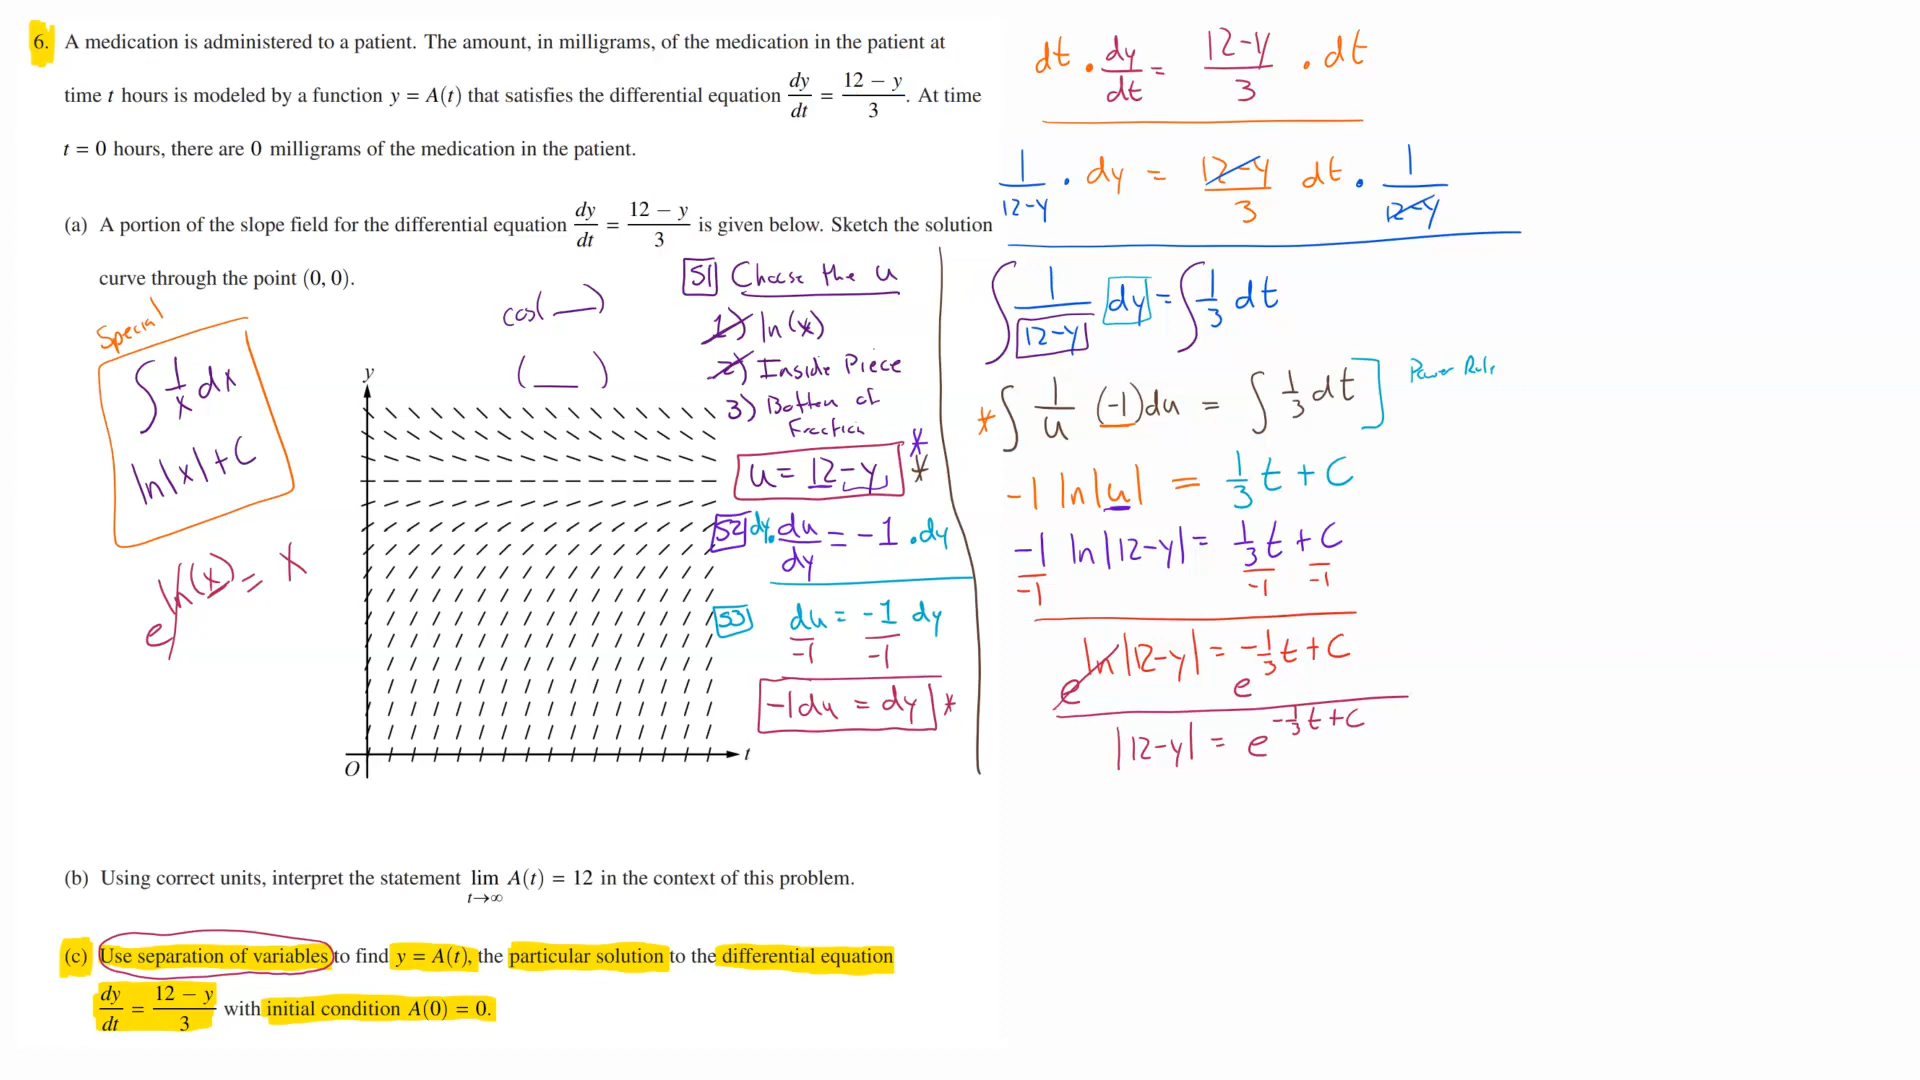 6. A medication is administered to a patient. The amount, in milligrams, of the medication in the patient at
time t hours is modeled by a function y = A(t) that satisfies the differential equation dy/dt = (12 − y)/3. At time
t = 0 hours, there are 0 milligrams of the medication in the patient.
(a) A portion of the slope field for the differential equation dy/dt = (12 − y)/3 is given below. Sketch the solution
curve through the point (0, 0).
Special
∫ 1/x dx
ln|x| + C
e^ln(x) = x
cos( __ )
( __ )
y
O
t
S1 Choose the u
1) ln(x)
2) Inside Piece
3) Bottom of
Fraction
u = 12 − y **
S2 dy · du/dy = −1 · dy
S3 du = −1 dy
−1 −1
−1du = dy *
dt · dy/dt = (12−y)/3 · dt
1/(12−y) · dy = (12−y)/3 dt · 1/(12−y)
∫ 1/(12−y) dy = ∫ 1/3 dt
* ∫ 1/u (−1)du = ∫ 1/3 dt ] Power Rule
−1 ln|u| = 1/3 t + C
−1 ln|12−y| = 1/3 t + C
−1 −1 −1
e^ln|12−y| = e^−1/3 t + C
|12−y| = e^−1/3 t + C
(b) Using correct units, interpret the statement lim t→∞ A(t) = 12 in the context of this problem.
(c) Use separation of variables to find y = A(t), the particular solution to the differential equation
dy/dt = (12 − y)/3 with initial condition A(0) = 0.